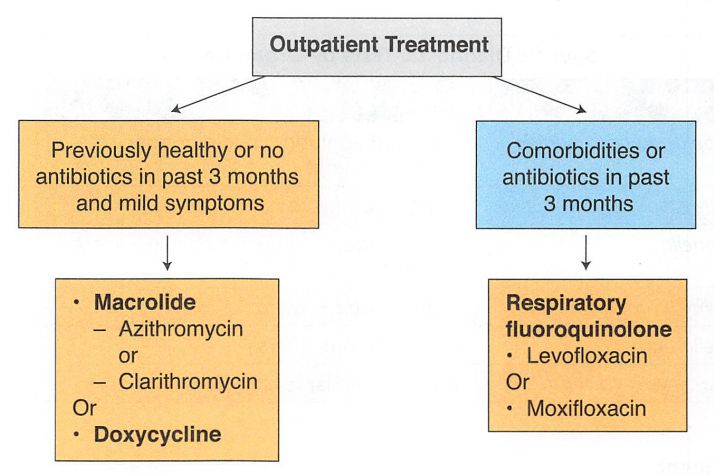 Outpatient Treatment
Previously healthy or no
antibiotics in past 3 months
and mild symptoms
• Macrolide
– Azithromycin
or
– Clarithromycin
Or
• Doxycycline
Comorbidities or
antibiotics in past
3 months
Respiratory
fluoroquinolone
• Levofloxacin
Or
• Moxifloxacin